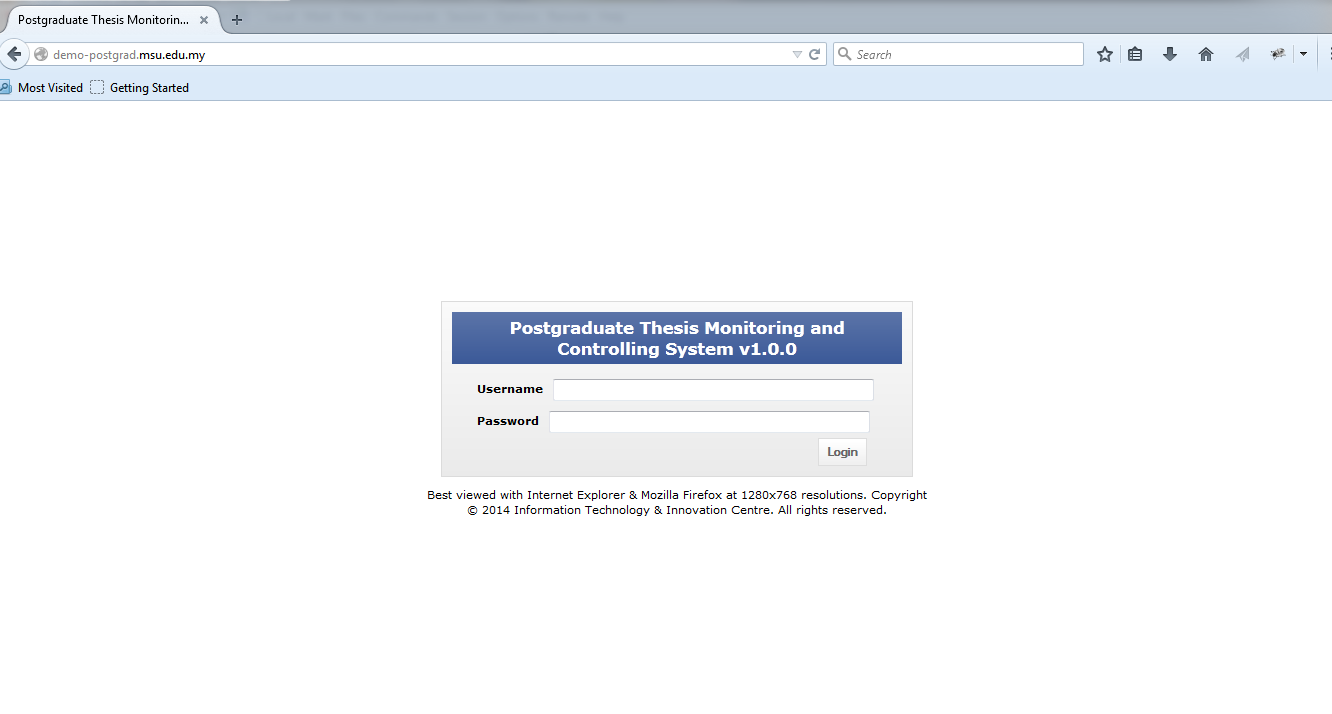 Postgraduate Thesis Monitorin...
demo-postgrad.msu.edu.my
Search
Most Visited
Getting Started
Postgraduate Thesis Monitoring and
Controlling System v1.0.0
Username
Password
Login
Best viewed with Internet Explorer & Mozilla Firefox at 1280x768 resolutions. Copyright
© 2014 Information Technology & Innovation Centre. All rights reserved.